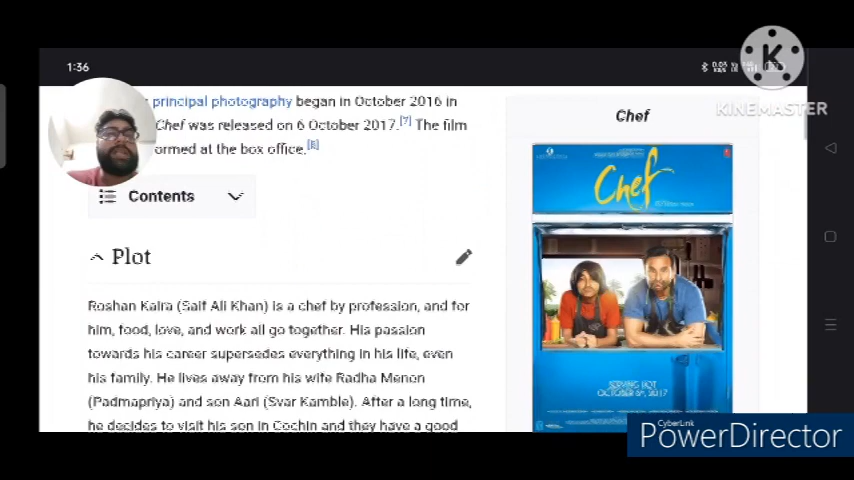 1:36
KINEMASTER
principal photography began in October 2016 in
Chef was released on 6 October 2017.[7] The film
ormed at the box office.[8]
Contents
Plot
Roshan Kalra (Saif Ali Khan) is a chef by profession, and for
him, food, love, and work all go together. His passion
towards his career supersedes everything in his life, even
his family. He lives away from his wife Radha Menon
(Padmapriya) and son Aari (Svar Kamble). After a long time,
he decides to visit his son in Cochin and they have a good
Chef
Chef
SERVING HOT
OCTOBER 6th, 2017
CyberLink
PowerDirector